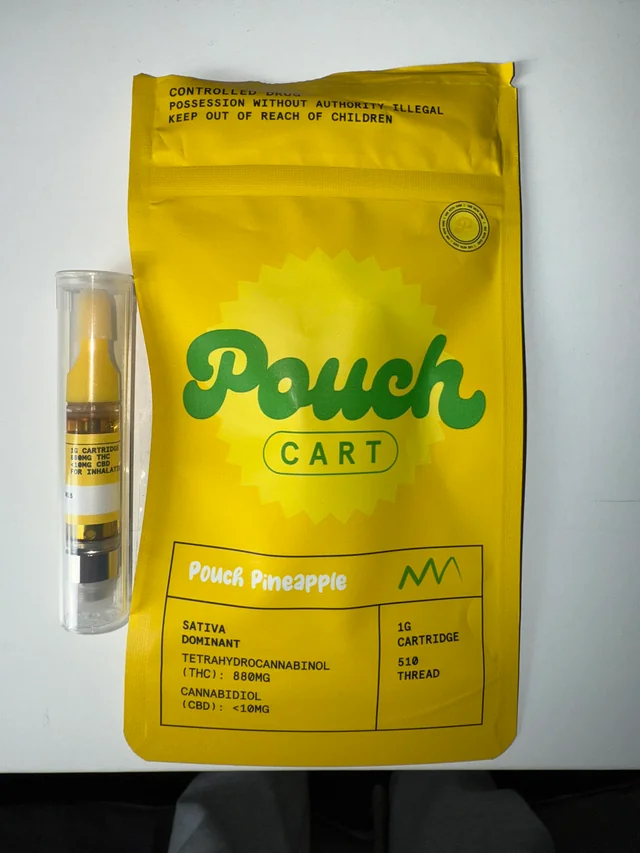 CONTROLLED DRUG
POSSESSION WITHOUT AUTHORITY ILLEGAL
KEEP OUT OF REACH OF CHILDREN
Pouch
CART
Pouch Pineapple
SATIVA
DOMINANT
TETRAHYDROCANNABINOL
(THC): 880MG
CANNABIDIOL
(CBD): <10MG
1G
CARTRIDGE
510
THREAD
1G CARTRIDGE
880MG THC
<10MG CBD
FOR